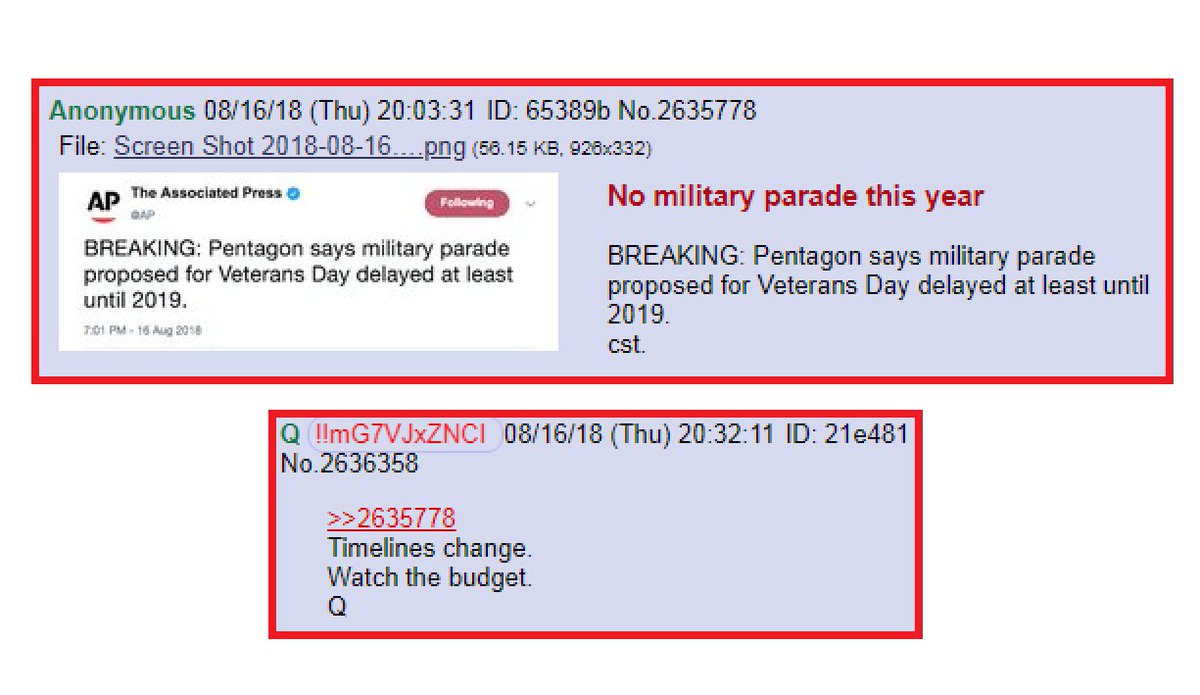 Anonymous 08/16/18 (Thu) 20:03:31 ID: 65389b No.2635778
File: Screen Shot 2018-08-16....png (56.15 KB, 926x332)
AP
The Associated Press
@AP
Following
BREAKING: Pentagon says military parade
proposed for Veterans Day delayed at least
until 2019.
7:01 PM - 16 Aug 2018
No military parade this year
BREAKING: Pentagon says military parade
proposed for Veterans Day delayed at least until
2019.
cst.
Q !!mG7VJxZNCI 08/16/18 (Thu) 20:32:11 ID: 21e481
No.2636358
>>2635778
Timelines change.
Watch the budget.
Q